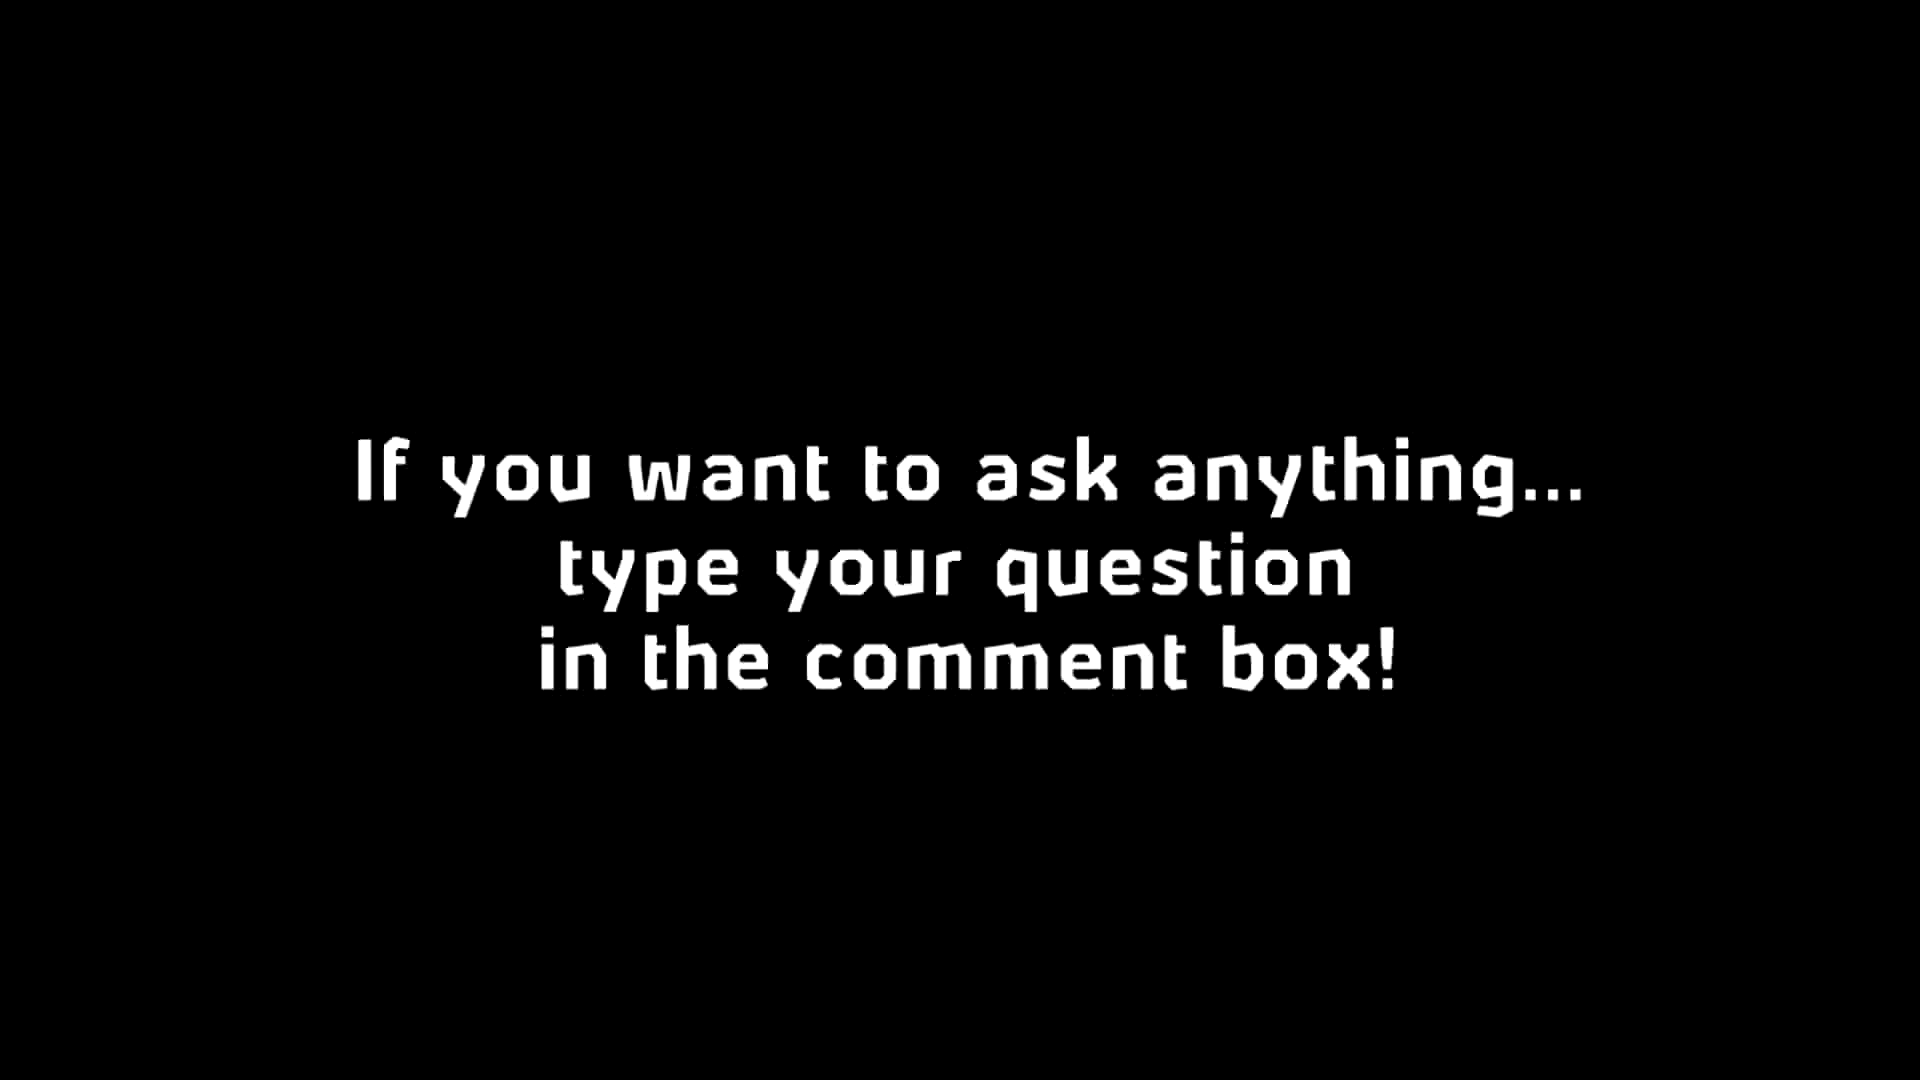 If you want to ask anything...
type your question
in the comment box!